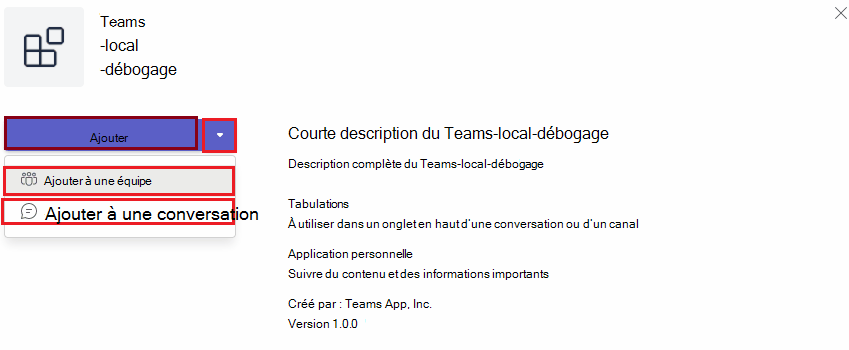 Teams
-local
-débogage
Ajouter
Ajouter à une équipe
Ajouter à une conversation
Courte description du Teams-local-débogage
Description complète du Teams-local-débogage
Tabulations
À utiliser dans un onglet en haut d'une conversation ou d'un canal
Application personnelle
Suivre du contenu et des informations importants
Créé par : Teams App, Inc.
Version 1.0.0